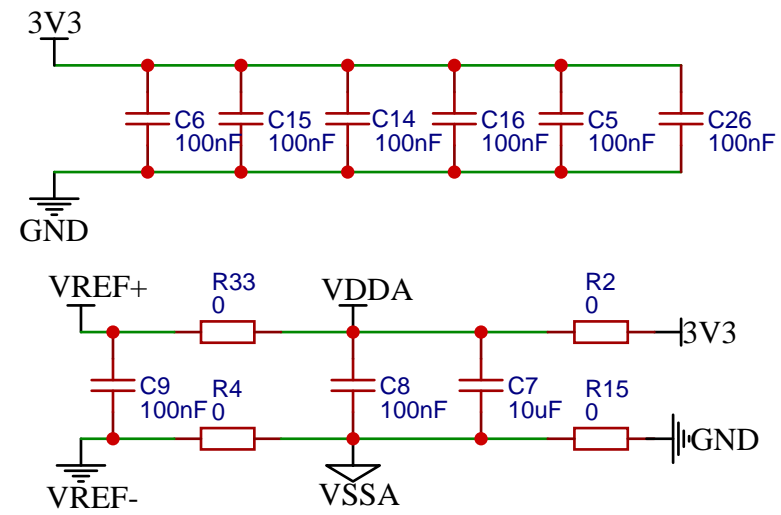 3V3
C6 C15 C14 C16 C5 C26
100nF 100nF 100nF 100nF 100nF 100nF
GND
VREF+ R33 VDDA R2
0 0
3V3
C9 R4 C8 C7 R15
100nF 0 100nF 10uF 0
GND
VREF- VSSA